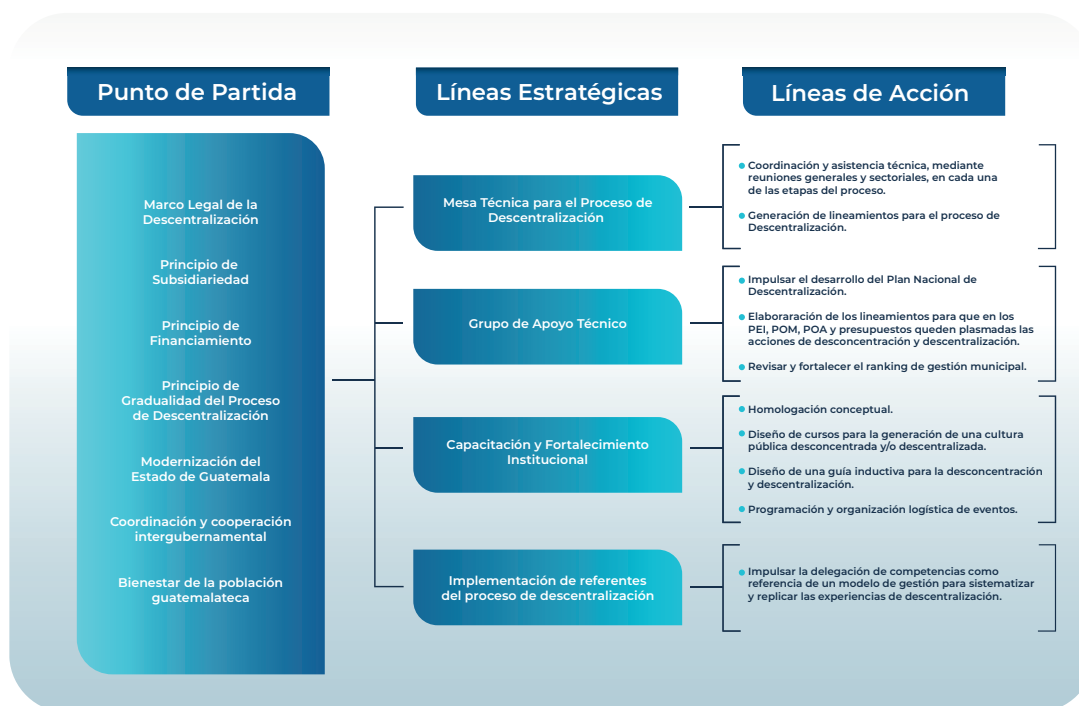 Punto de Partida
Marco Legal de la
Descentralización
Principio de
Subsidiariedad
Principio de
Financiamiento
Principio de
Gradualidad del Proceso
de Descentralización
Modernización del
Estado de Guatemala
Coordinación y cooperación
intergubernamental
Bienestar de la población
guatemalateca
Líneas Estratégicas
Mesa Técnica para el Proceso de
Descentralización
Grupo de Apoyo Técnico
Capacitación y Fortalecimiento
Institucional
Implementación de referentes
del proceso de descentralización
Líneas de Acción
Coordinación y asistencia técnica, mediante
reuniones generales y sectoriales, en cada una
de las etapas del proceso.
Generación de lineamientos para el proceso de
Descentralización.
Impulsar el desarrollo del Plan Nacional de
Descentralización.
Elaboraración de los lineamientos para que en los
PEI, POM, POA y presupuestos queden plasmadas las
acciones de desconcentración y descentralización.
Revisar y fortalecer el ranking de gestión municipal.
Homologación conceptual.
Diseño de cursos para la generación de una cultura
pública desconcentrada y/o descentralizada.
Diseño de una guía inductiva para la desconcentración
y descentralización.
Programación y organización logística de eventos.
Impulsar la delegación de competencias como
referencia de un modelo de gestión para sistematizar
y replicar las experiencias de descentralización.